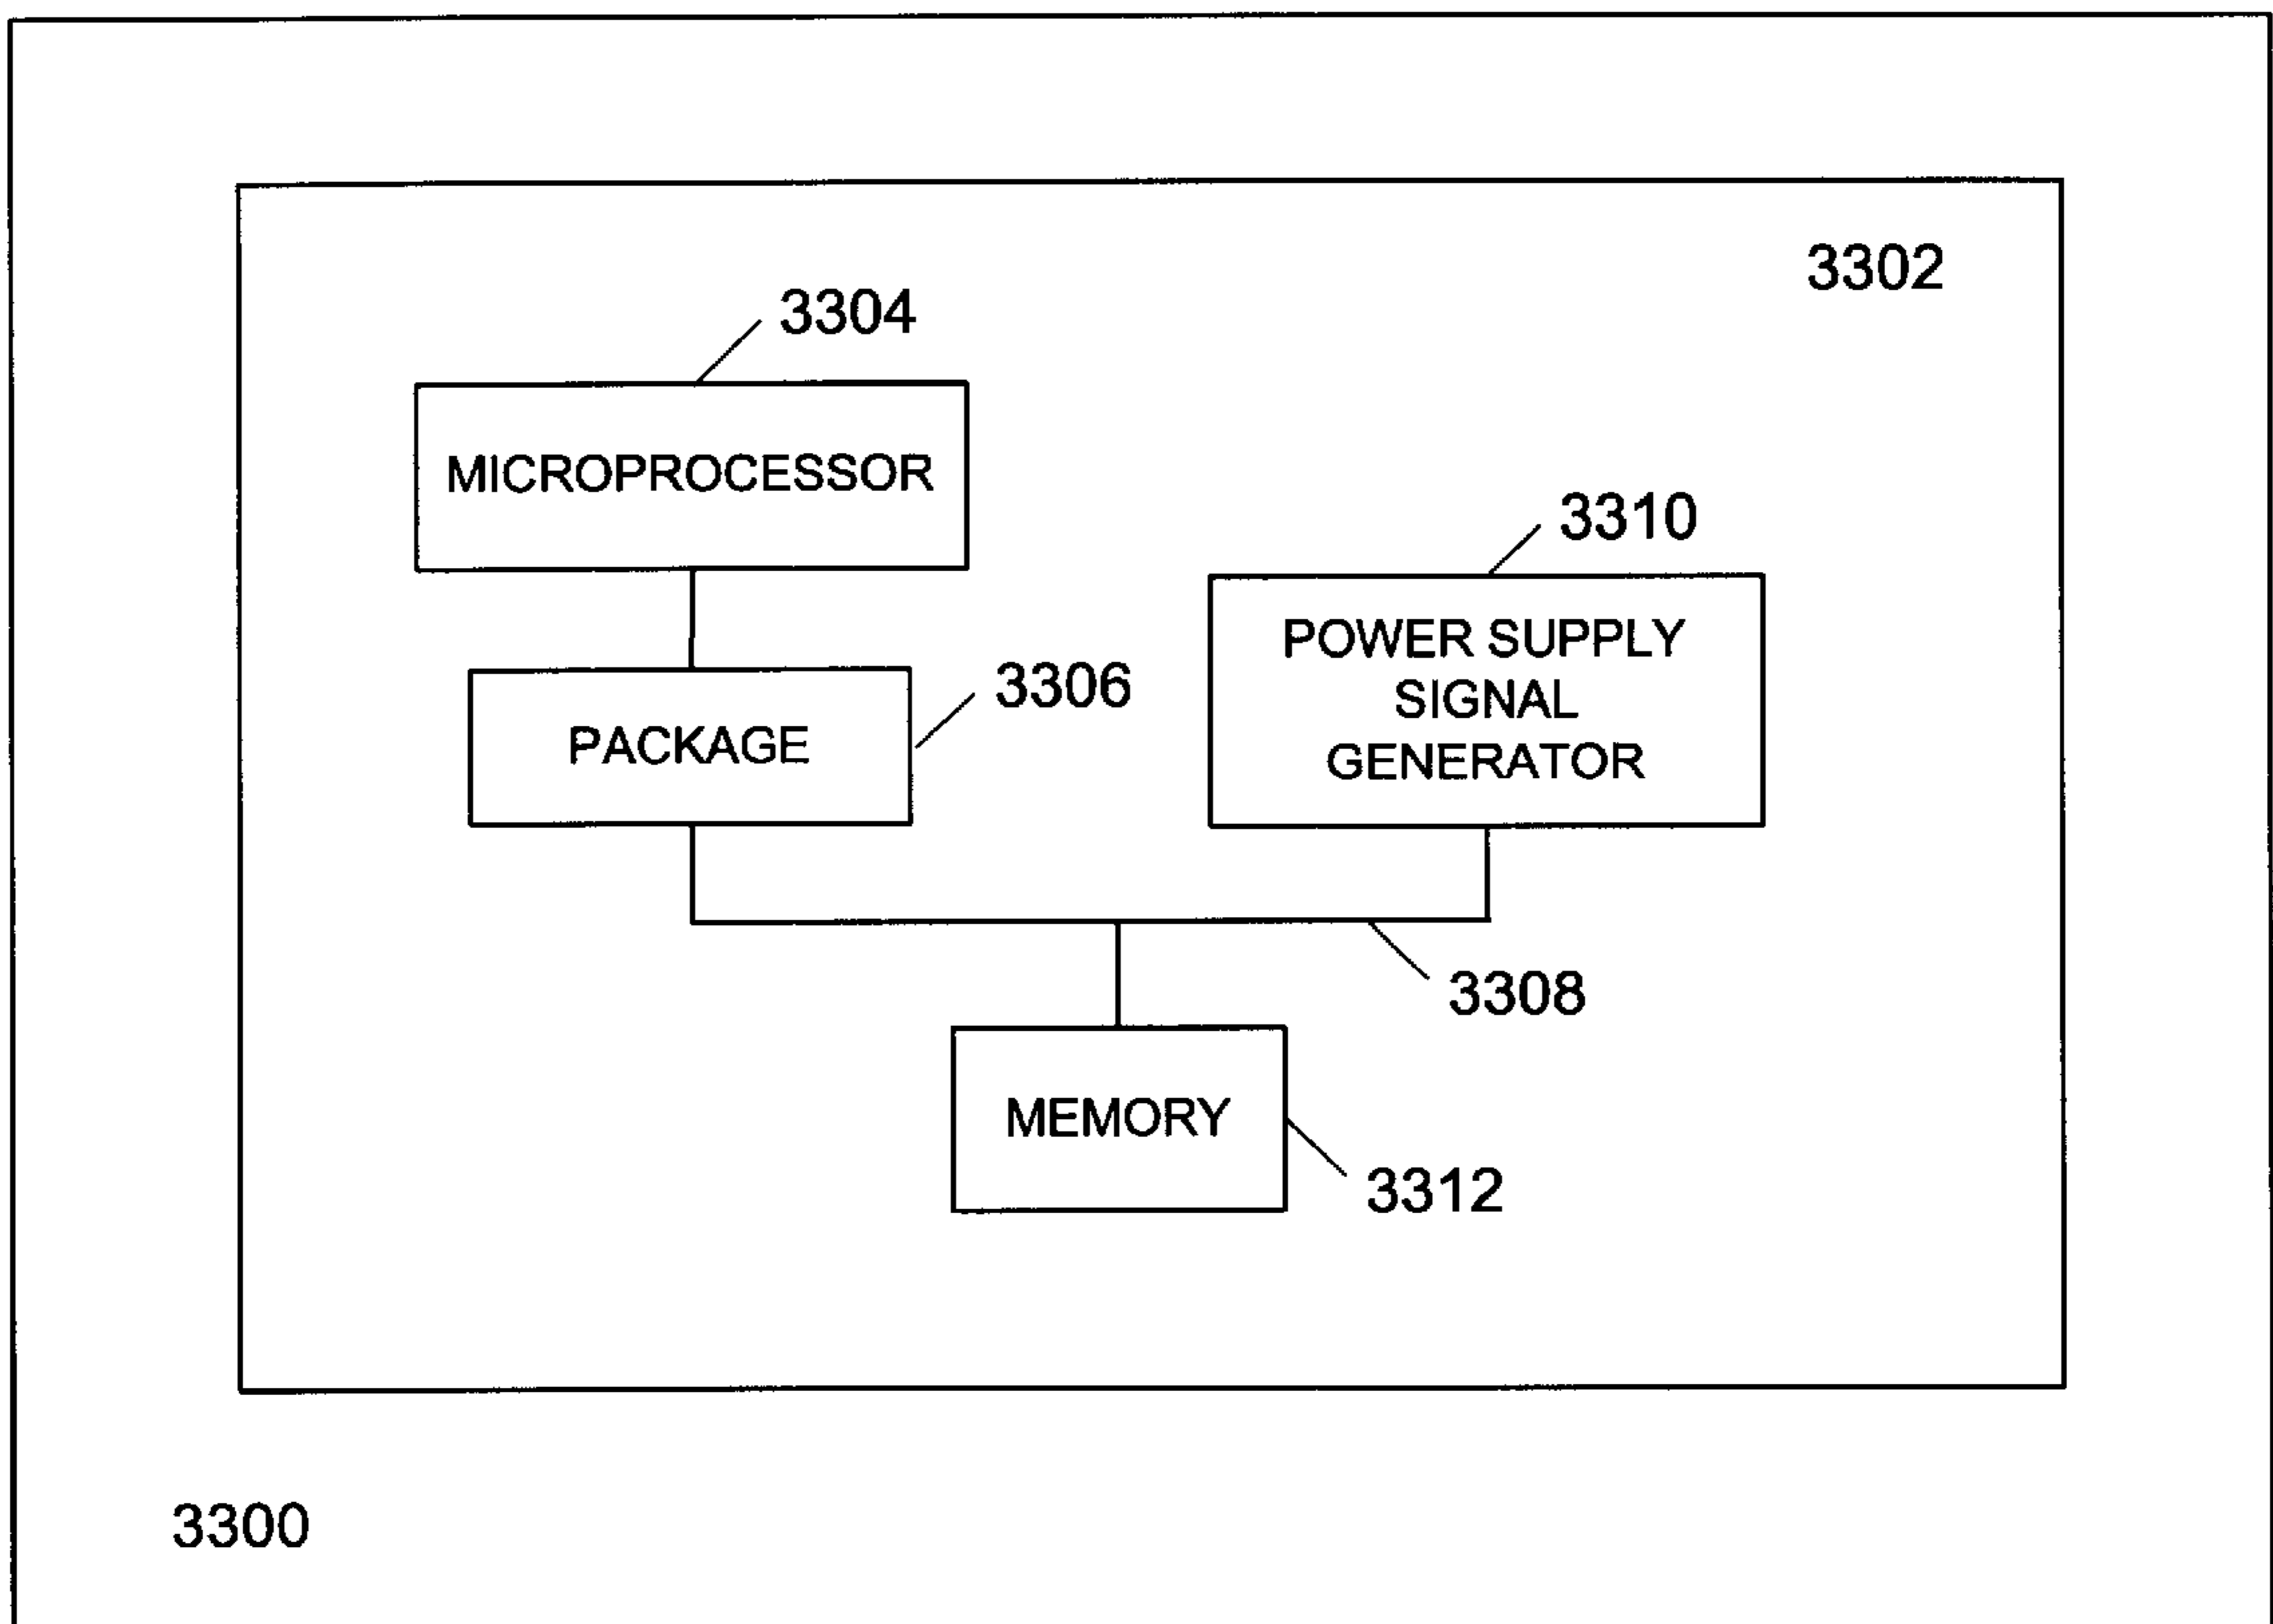 3302
3304
MICROPROCESSOR
3310
POWER SUPPLY
SIGNAL
GENERATOR
3306
PACKAGE
3308
MEMORY
3312
3300